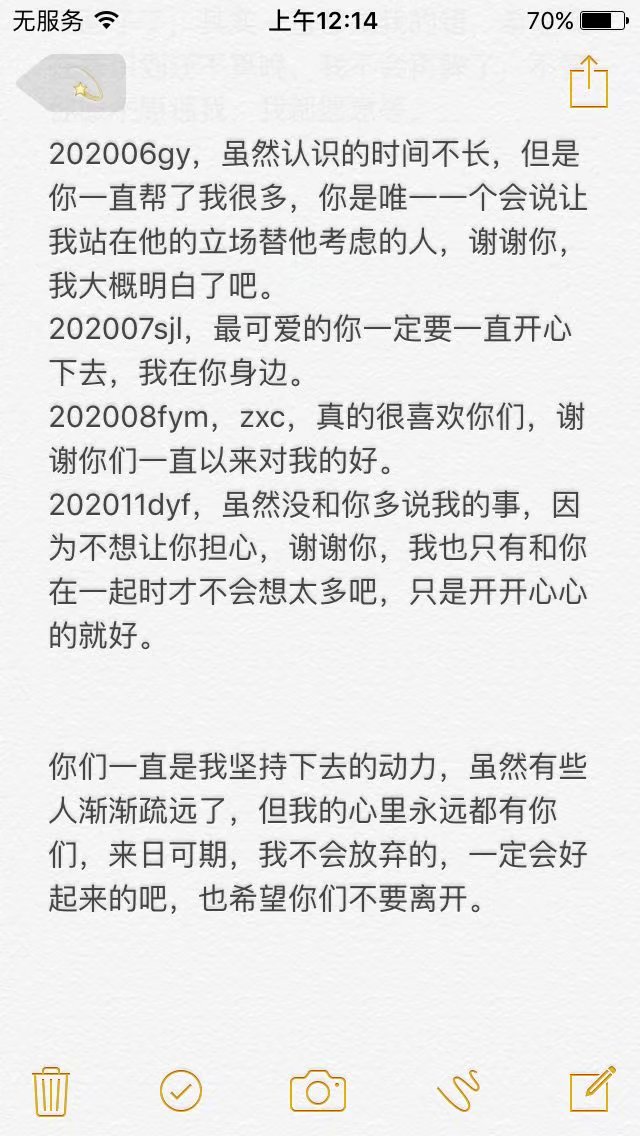 无服务 上午12:14 70%
202006gy，虽然认识的时间不长，但是
你一直帮了我很多，你是唯一一个会说让
我站在他的立场替他考虑的人，谢谢你，
我大概明白了吧。
202007sjl，最可爱的你一定要一直开心
下去，我在你身边。
202008fym，zxc，真的很喜欢你们，谢
谢你们一直以来对我的好。
202011dyf，虽然没和你多说我的事，因
为不想让你担心，谢谢你，我也只有和你
在一起时才不会想太多吧，只是开开心心
的就好。
你们一直是我坚持下去的动力，虽然有些
人渐渐疏远了，但我的心里永远都有你
们，来日可期，我不会放弃的，一定会好
起来的吧，也希望你们不要离开。